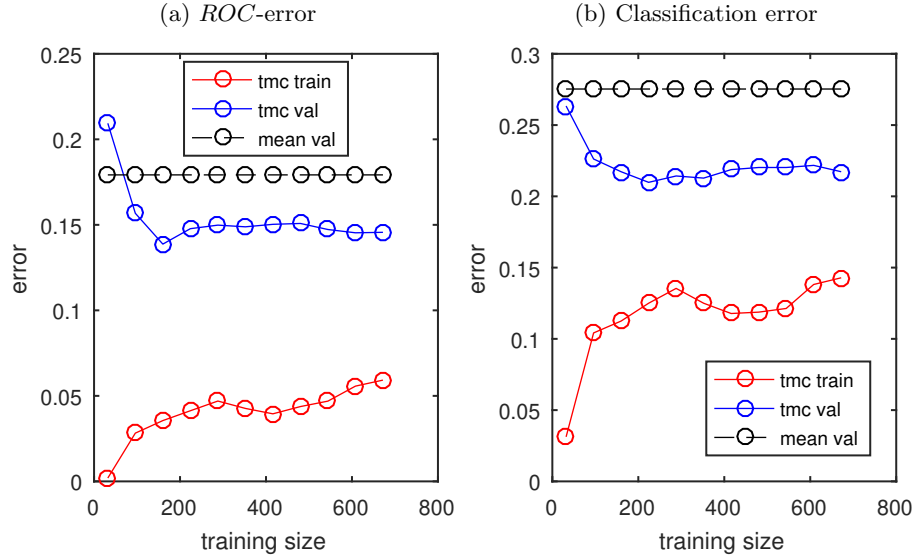 (a) ROC-error
0.25
0.2
0.15
0.1
0.05
0
0 200 400 600 800
error
training size
tmc train
tmc val
mean val
(b) Classification error
0.3
0.25
0.2
0.15
0.1
0.05
0
0 200 400 600 800
error
training size
tmc train
tmc val
mean val